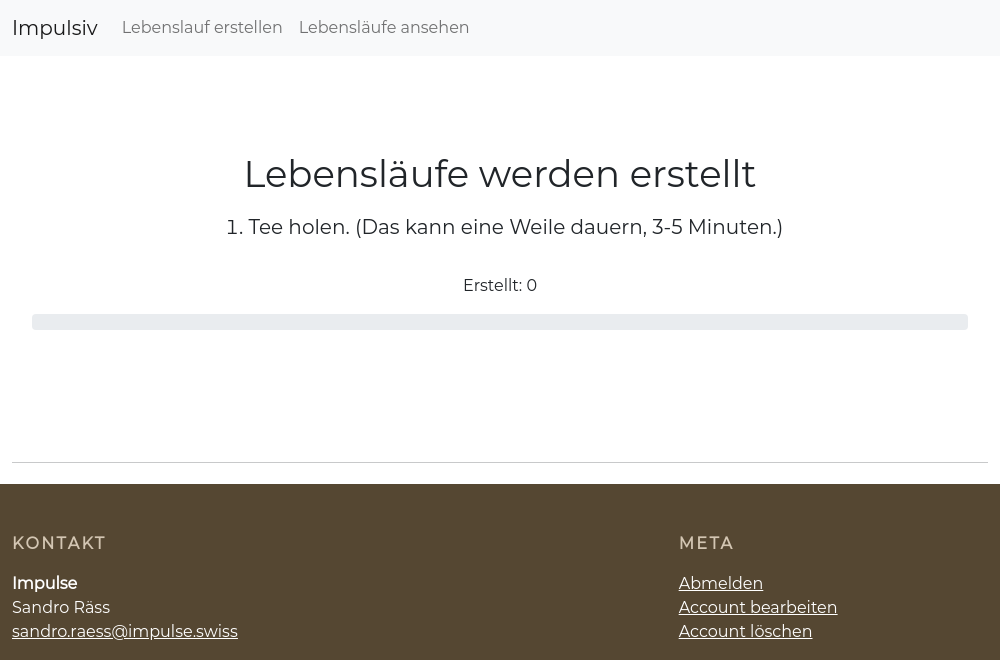 Impulsiv Lebenslauf erstellen Lebensläufe ansehen
Lebensläufe werden erstellt
1. Tee holen. (Das kann eine Weile dauern, 3-5 Minuten.)
Erstellt: 0
KONTAKT
Impulse
Sandro Räss
sandro.raess@impulse.swiss
META
Abmelden
Account bearbeiten
Account löschen